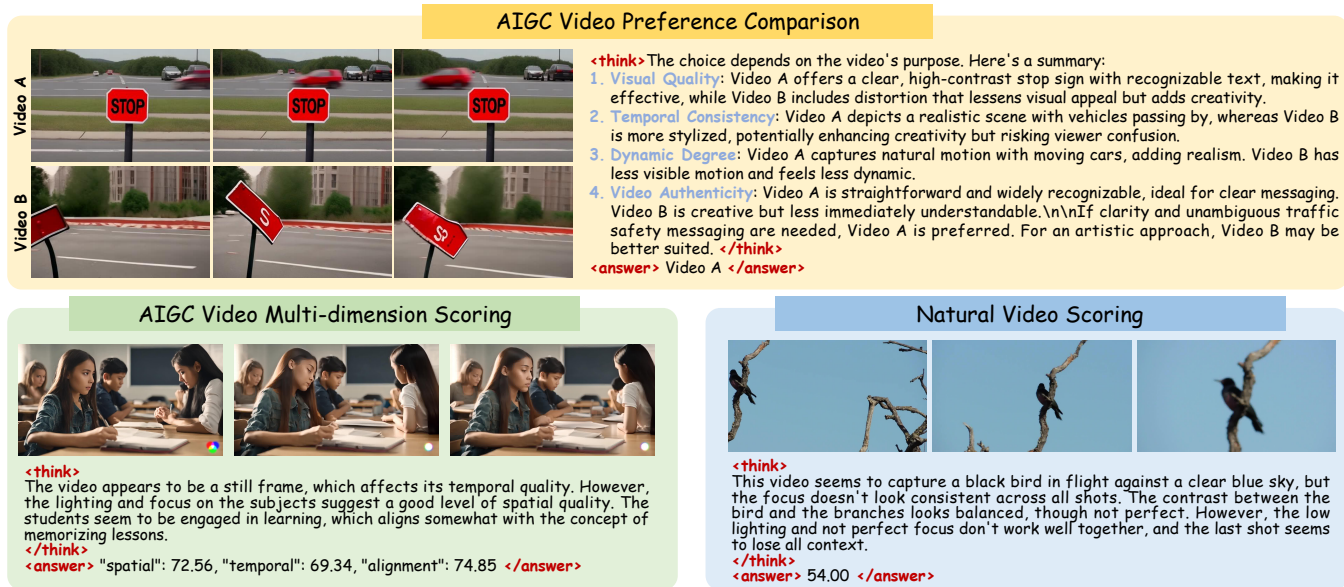 AIGC Video Preference Comparison
Video A
STOP
STOP
STOP
Video B
S
<think>The choice depends on the video's purpose. Here's a summary:
1. Visual Quality: Video A offers a clear, high-contrast stop sign with recognizable text, making it
effective, while Video B includes distortion that lessens visual appeal but adds creativity.
2. Temporal Consistency: Video A depicts a realistic scene with vehicles passing by, whereas Video B
is more stylized, potentially enhancing creativity but risking viewer confusion.
3. Dynamic Degree: Video A captures natural motion with moving cars, adding realism. Video B has
less visible motion and feels less dynamic.
4. Video Authenticity: Video A is straightforward and widely recognizable, ideal for clear messaging.
Video B is creative but less immediately understandable.\n\nIf clarity and unambiguous traffic
safety messaging are needed, Video A is preferred. For an artistic approach, Video B may be
better suited. </think>
<answer> Video A </answer>
AIGC Video Multi-dimension Scoring
<think>
The video appears to be a still frame, which affects its temporal quality. However,
the lighting and focus on the subjects suggest a good level of spatial quality. The
students seem to be engaged in learning, which aligns somewhat with the concept of
memorizing lessons.
</think>
<answer> "spatial": 72.56, "temporal": 69.34, "alignment": 74.85 </answer>
Natural Video Scoring
<think>
This video seems to capture a black bird in flight against a clear blue sky, but
the focus doesn't look consistent across all shots. The contrast between the
bird and the branches looks balanced, though not perfect. However, the low
lighting and not perfect focus don't work well together, and the last shot seems
to lose all context.
</think>
<answer> 54.00 </answer>